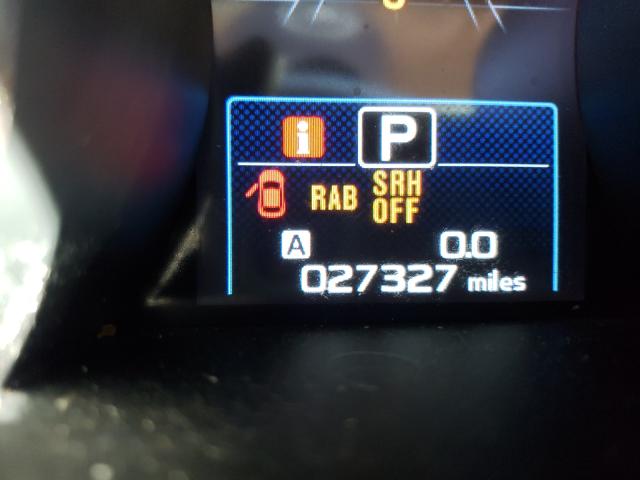 i P
RAB SRH
OFF
A 0.0
027327 miles